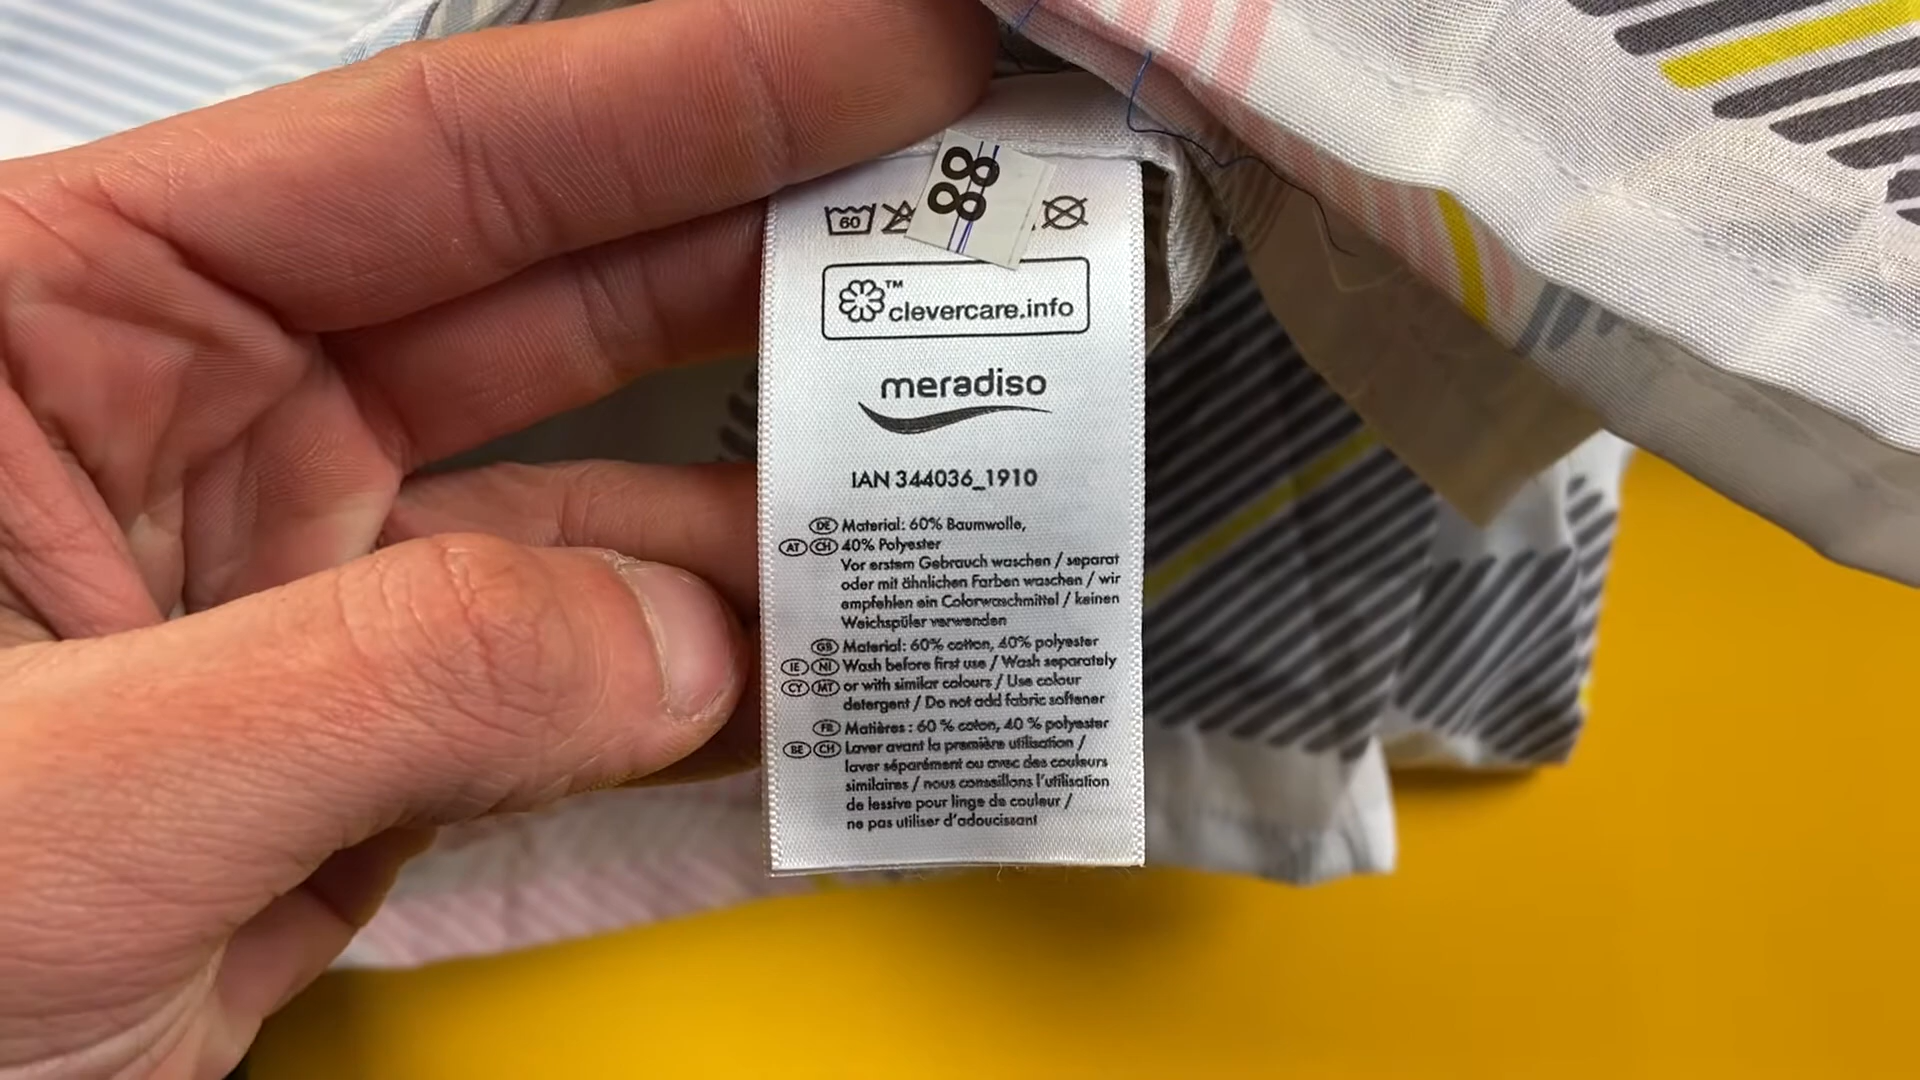 88
60
™
clevercare.info
meradiso
IAN 344036_1910
DE Material: 60% Baumwolle,
AT CH 40% Polyester
Vor erstem Gebrauch waschen / separat
oder mit ähnlichen Farben waschen / wir
empfehlen ein Colorwaschmittel / keinen
Weichspüler verwenden
GB Material: 60% cotton, 40% polyester
IE NI Wash before first use / Wash separately
CY MT or with similar colours / Use colour
detergent / Do not add fabric softener
FR Matières : 60 % coton, 40 % polyester
BE CH Laver avant la première utilisation /
laver séparément ou avec des couleurs
similaires / nous conseillons l'utilisation
de lessive pour linge de couleur /
ne pas utiliser d'adoucissant